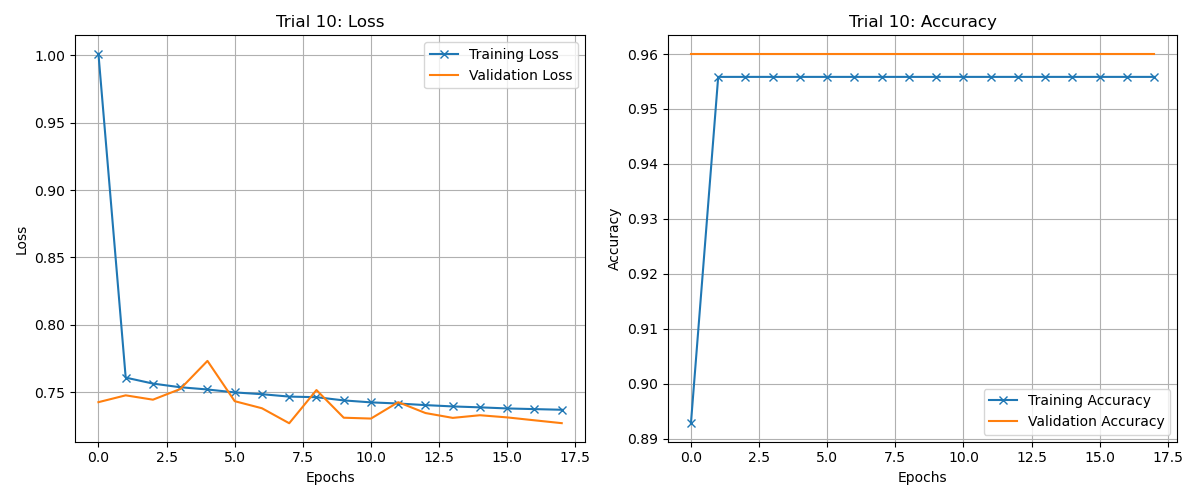 Trial 10: Loss
Training Loss
Validation Loss
1.00
0.95
0.90
0.85
0.80
0.75
Loss
0.0 2.5 5.0 7.5 10.0 12.5 15.0 17.5
Epochs
Trial 10: Accuracy
0.96
0.95
0.94
0.93
0.92
0.91
0.90
0.89
Accuracy
Training Accuracy
Validation Accuracy
0.0 2.5 5.0 7.5 10.0 12.5 15.0 17.5
Epochs